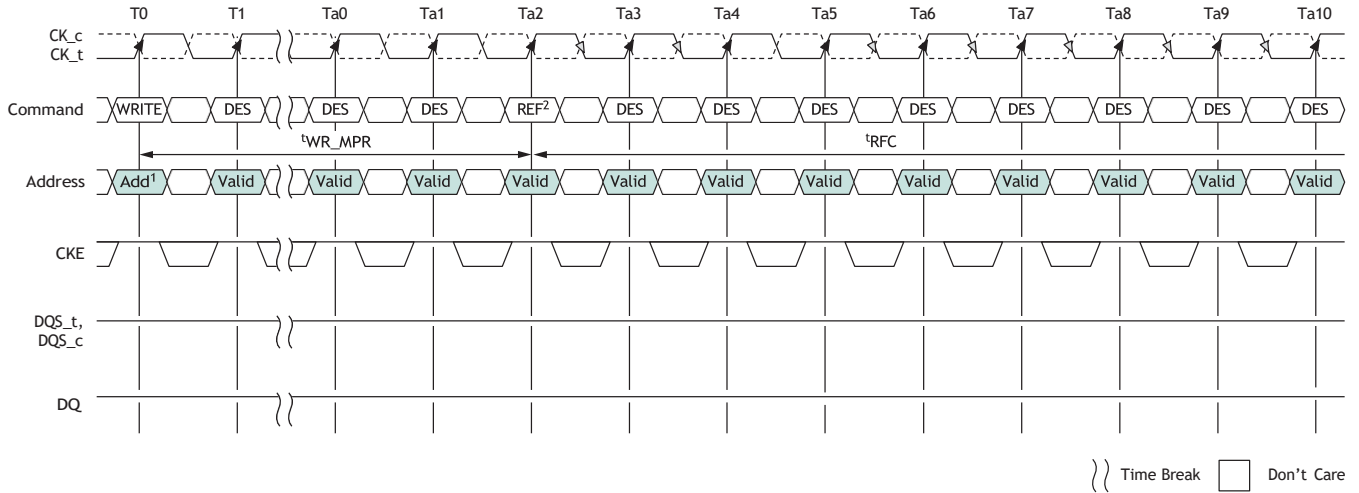 T0 T1 Ta0 Ta1 Ta2 Ta3 Ta4 Ta5 Ta6 Ta7 Ta8 Ta9 Ta10
CK_c
CK_t
Command WRITE DES DES DES REF² DES DES DES DES DES DES DES DES
ᵗWR_MPR ᵗRFC
Address Add¹ Valid Valid Valid Valid Valid Valid Valid Valid Valid Valid Valid Valid
CKE
DQS_t,
DQS_c
DQ
Time Break Don't Care